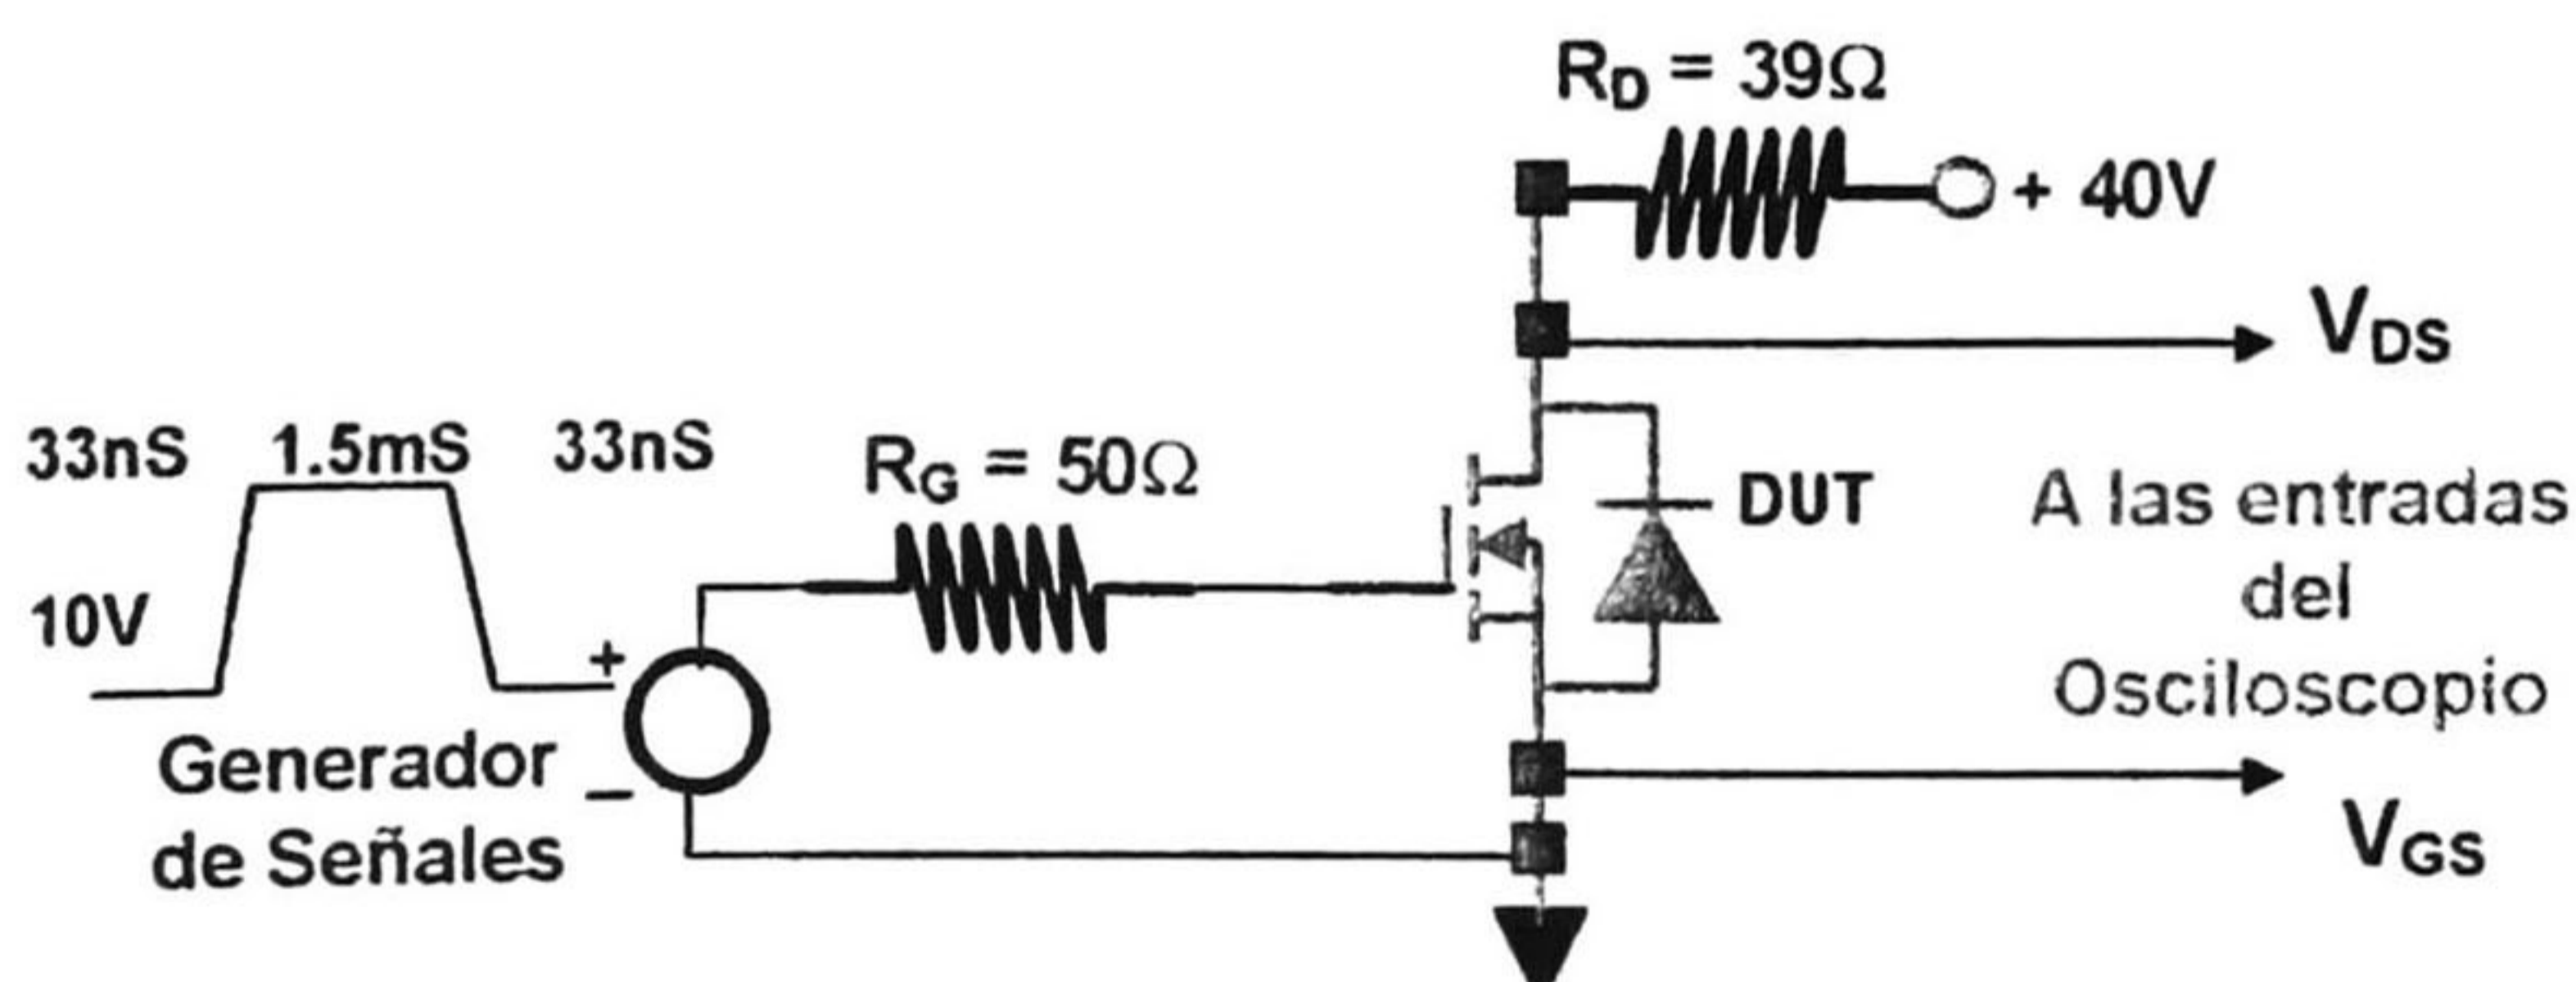 R_D = 39Ω
+ 40V
V_DS
33nS 1.5mS 33nS
R_G = 50Ω
10V
+
DUT
A las entradas
del
Osciloscopio
Generador
de Señales
−
V_GS